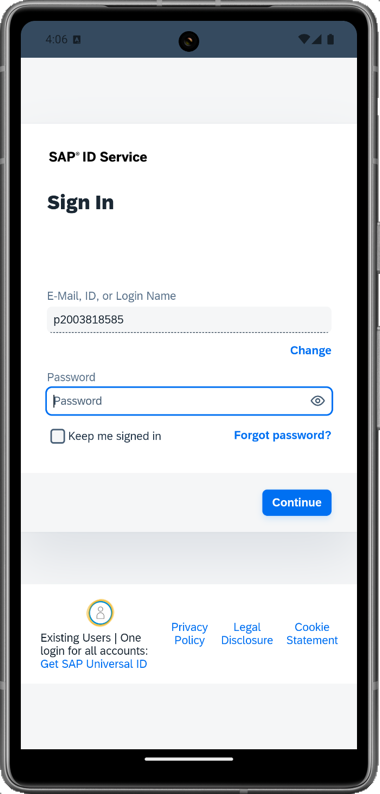 4:06 A
SAP® ID Service
Sign In
E-Mail, ID, or Login Name
p2003818585
Change
Password
Password
Keep me signed in
Forgot password?
Continue
Existing Users | One
login for all accounts:
Get SAP Universal ID
Privacy
Policy
Legal
Disclosure
Cookie
Statement